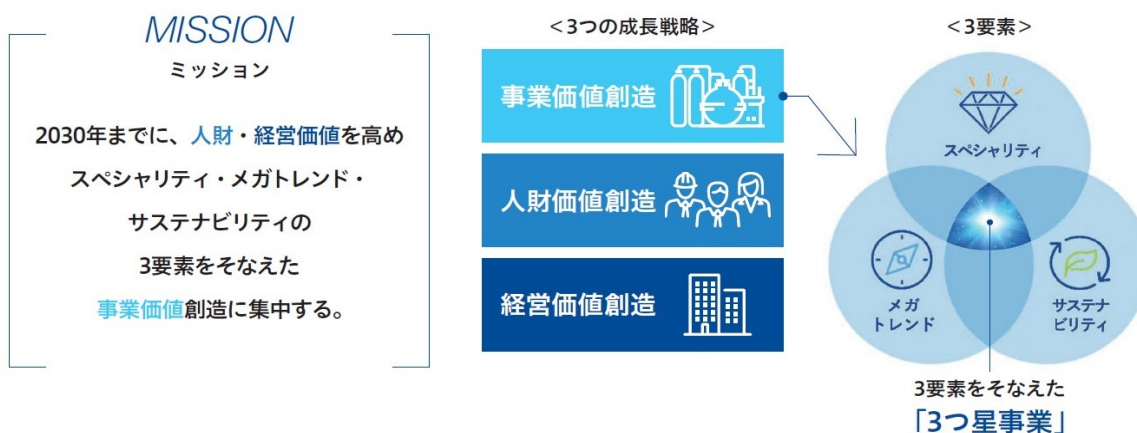 MISSION
ミッション
2030年までに、人財・経営価値を高め
スペシャリティ・メガトレンド・
サステナビリティの
3要素をそなえた
事業価値創造に集中する。
＜3つの成長戦略＞
事業価値創造
人財価値創造
経営価値創造
＜3要素＞
スペシャリティ
メガ
トレンド
サステナ
ビリティ
3要素をそなえた
「3つ星事業」